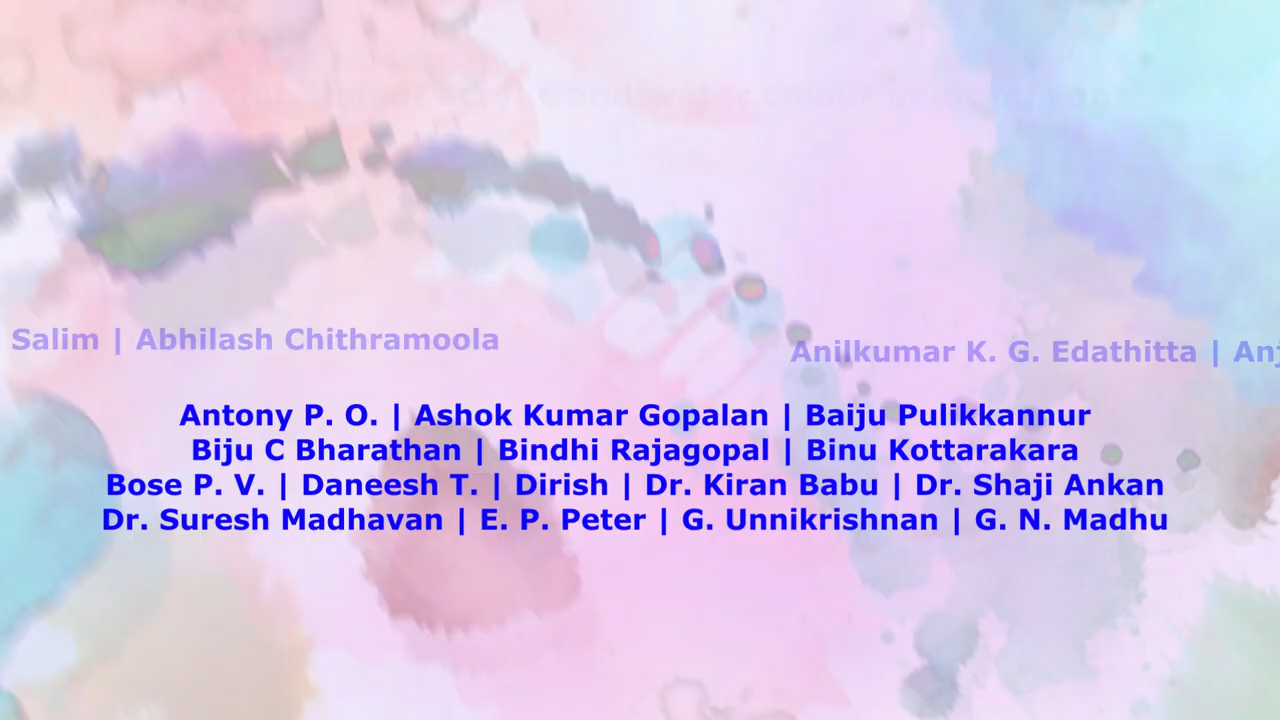 Salim | Abhilash Chithramoola
Anilkumar K. G. Edathitta |
Antony P. O. | Ashok Kumar Gopalan | Baiju Pulikkannur
Biju C Bharathan | Bindhi Rajagopal | Binu Kottarakara
Bose P. V. | Daneesh T. | Dirish | Dr. Kiran Babu | Dr. Shaji Ankan
Dr. Suresh Madhavan | E. P. Peter | G. Unnikrishnan | G. N. Madhu